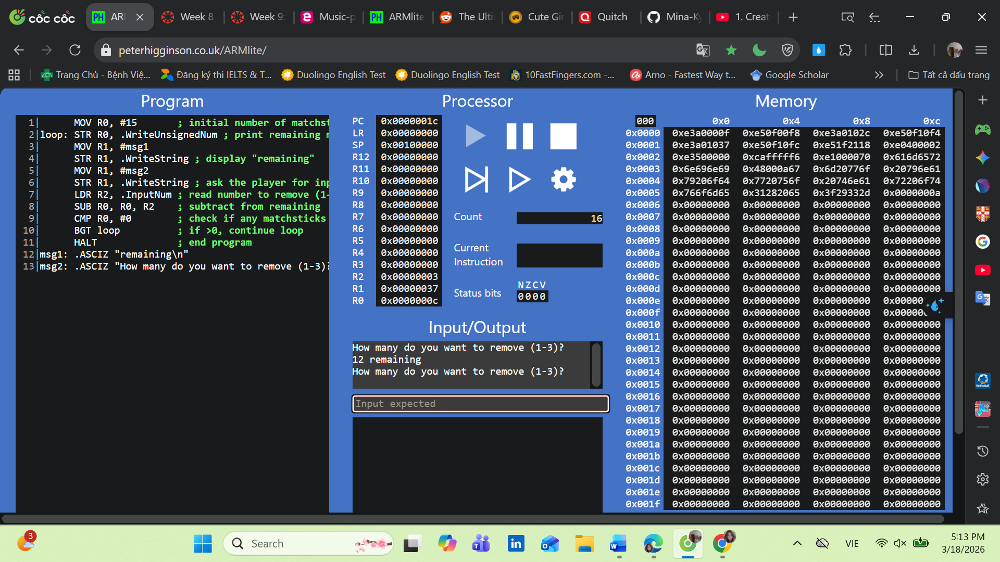 cốc cốc
AR
Week 8
Week 9:
Music-p
ARMlite
The Ulti
Cute Gir
Quitch
Mina-Ky
1. Creat
peterhigginson.co.uk/ARMlite/
Trang Chủ - Bệnh Việ...
Đăng ký thi IELTS & T...
Duolingo English Test
Duolingo English Test
10FastFingers.com -...
Arno - Fastest Way t...
Google Scholar
Tất cả dấu trang
Program
1| MOV R0, #15 ; initial number of matchst
2|loop: STR R0, .WriteUnsignedNum ; print remaining m
3| MOV R1, #msg1
4| STR R1, .WriteString ; display "remaining"
5| MOV R1, #msg2
6| STR R1, .WriteString ; ask the player for inp
7| LDR R2, .InputNum ; read number to remove (1-
8| SUB R0, R0, R2 ; subtract from remaining
9| CMP R0, #0 ; check if any matchsticks
10| BGT loop ; if >0, continue loop
11| HALT ; end program
12|msg1: .ASCIZ "remaining\n"
13|msg2: .ASCIZ "How many do you want to remove (1-3)?
Processor
PC 0x0000001c
LR 0x00000000
SP 0x00100000
R12 0x00000000
R11 0x00000000
R10 0x00000000
R9 0x00000000
R8 0x00000000
R7 0x00000000
R6 0x00000000
R5 0x00000000
R4 0x00000000
R3 0x00000000
R2 0x00000003
R1 0x00000037
R0 0x0000000c
Count 16
Current
Instruction
NZCV
Status bits 0000
Input/Output
How many do you want to remove (1-3)?
12 remaining
How many do you want to remove (1-3)?
Input expected
Memory
000 0x0 0x4 0x8 0xc
0x0000 0xe3a0000f 0xe50f00f8 0xe3a0102c 0xe50f10f4
0x0001 0xe3a01037 0xe50f10fc 0xe51f2118 0xe0400002
0x0002 0xe3500000 0xcafffff6 0xe1000070 0x616d6572
0x0003 0x6e696e69 0x48000a67 0x6d20776f 0x20796e61
0x0004 0x79206f64 0x7720756f 0x20746e61 0x72206f74
0x0005 0x766f6d65 0x31282065 0x3f29332d 0x0000000a
0x0006 0x00000000 0x00000000 0x00000000 0x00000000
0x0007 0x00000000 0x00000000 0x00000000 0x00000000
0x0008 0x00000000 0x00000000 0x00000000 0x00000000
0x0009 0x00000000 0x00000000 0x00000000 0x00000000
0x000a 0x00000000 0x00000000 0x00000000 0x00000000
0x000b 0x00000000 0x00000000 0x00000000 0x00000000
0x000c 0x00000000 0x00000000 0x00000000 0x00000000
0x000d 0x00000000 0x00000000 0x00000000 0x00000000
0x000e 0x00000000 0x00000000 0x00000000 0x0000
0x000f 0x00000000 0x00000000 0x00000000 0x0000
0x0010 0x00000000 0x00000000 0x00000000 0x00000000
0x0011 0x00000000 0x00000000 0x00000000 0x00000000
0x0012 0x00000000 0x00000000 0x00000000 0x00000000
0x0013 0x00000000 0x00000000 0x00000000 0x00000000
0x0014 0x00000000 0x00000000 0x00000000 0x00000000
0x0015 0x00000000 0x00000000 0x00000000 0x00000000
0x0016 0x00000000 0x00000000 0x00000000 0x00000000
0x0017 0x00000000 0x00000000 0x00000000 0x00000000
0x0018 0x00000000 0x00000000 0x00000000 0x00000000
0x0019 0x00000000 0x00000000 0x00000000 0x00000000
0x001a 0x00000000 0x00000000 0x00000000 0x00000000
0x001b 0x00000000 0x00000000 0x00000000 0x00000000
0x001c 0x00000000 0x00000000 0x00000000 0x00000000
0x001d 0x00000000 0x00000000 0x00000000 0x00000000
0x001e 0x00000000 0x00000000 0x00000000 0x00000000
0x001f 0x00000000 0x00000000 0x00000000 0x00000000
3
Search
VIE
5:13 PM
3/18/2026